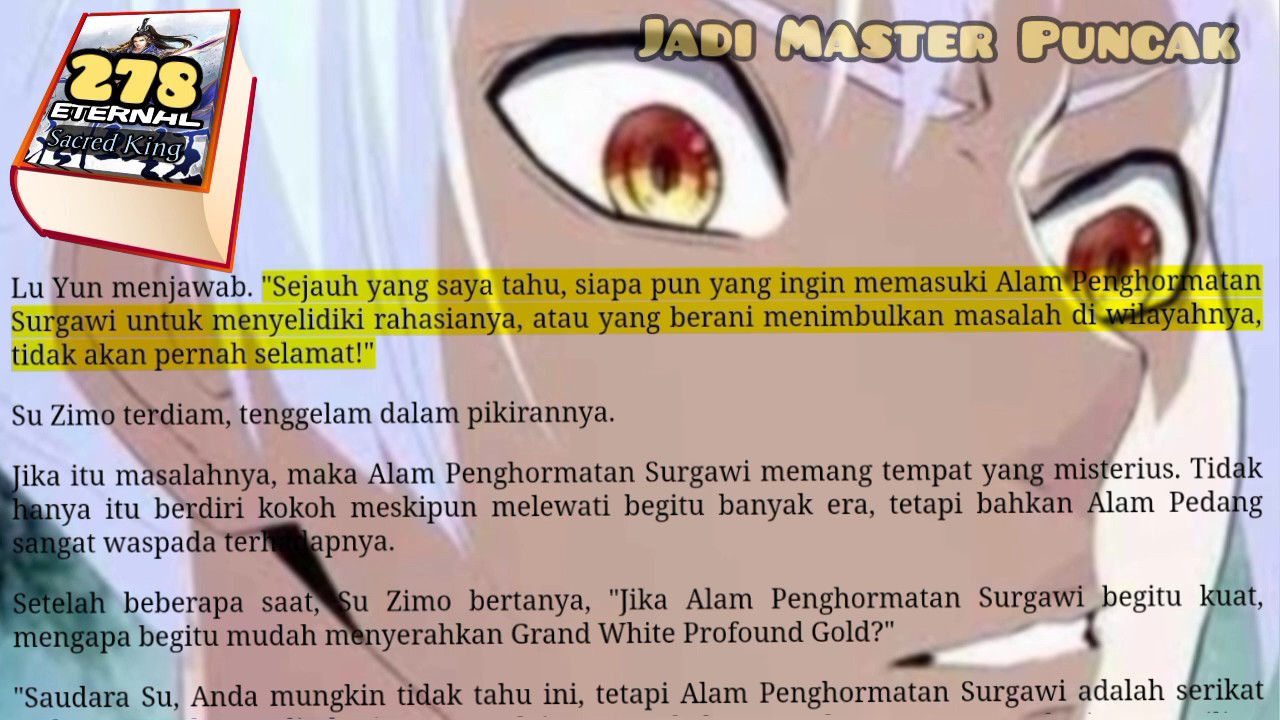 Jadi Master Puncak
278
ETERNAL
Sacred King
Lu Yun menjawab. "Sejauh yang saya tahu, siapa pun yang ingin memasuki Alam Penghormatan
Surgawi untuk menyelidiki rahasianya, atau yang berani menimbulkan masalah di wilayahnya,
tidak akan pernah selamat!"
Su Zimo terdiam, tenggelam dalam pikirannya.
Jika itu masalahnya, maka Alam Penghormatan Surgawi memang tempat yang misterius. Tidak
hanya itu berdiri kokoh meskipun melewati begitu banyak era, tetapi bahkan Alam Pedang
sangat waspada terhadapnya.
Setelah beberapa saat, Su Zimo bertanya, "Jika Alam Penghormatan Surgawi begitu kuat,
mengapa begitu mudah menyerahkan Grand White Profound Gold?"
"Saudara Su, Anda mungkin tidak tahu ini, tetapi Alam Penghormatan Surgawi adalah serikat